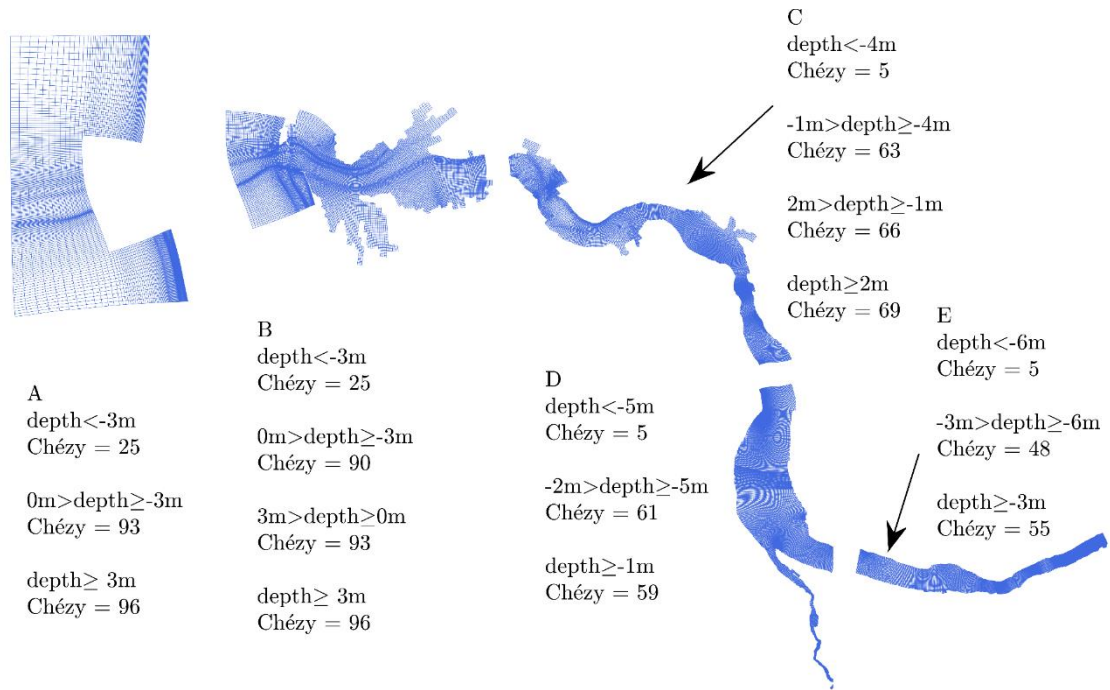 A
depth<-3m
Chézy = 25
0m>depth≥-3m
Chézy = 93
depth≥ 3m
Chézy = 96
B
depth<-3m
Chézy = 25
0m>depth≥-3m
Chézy = 90
3m>depth≥0m
Chézy = 93
depth≥ 3m
Chézy = 96
C
depth<-4m
Chézy = 5
-1m>depth≥-4m
Chézy = 63
2m>depth≥-1m
Chézy = 66
depth≥2m
Chézy = 69
D
depth<-5m
Chézy = 5
-2m>depth≥-5m
Chézy = 61
depth≥-1m
Chézy = 59
E
depth<-6m
Chézy = 5
-3m>depth≥-6m
Chézy = 48
depth≥-3m
Chézy = 55